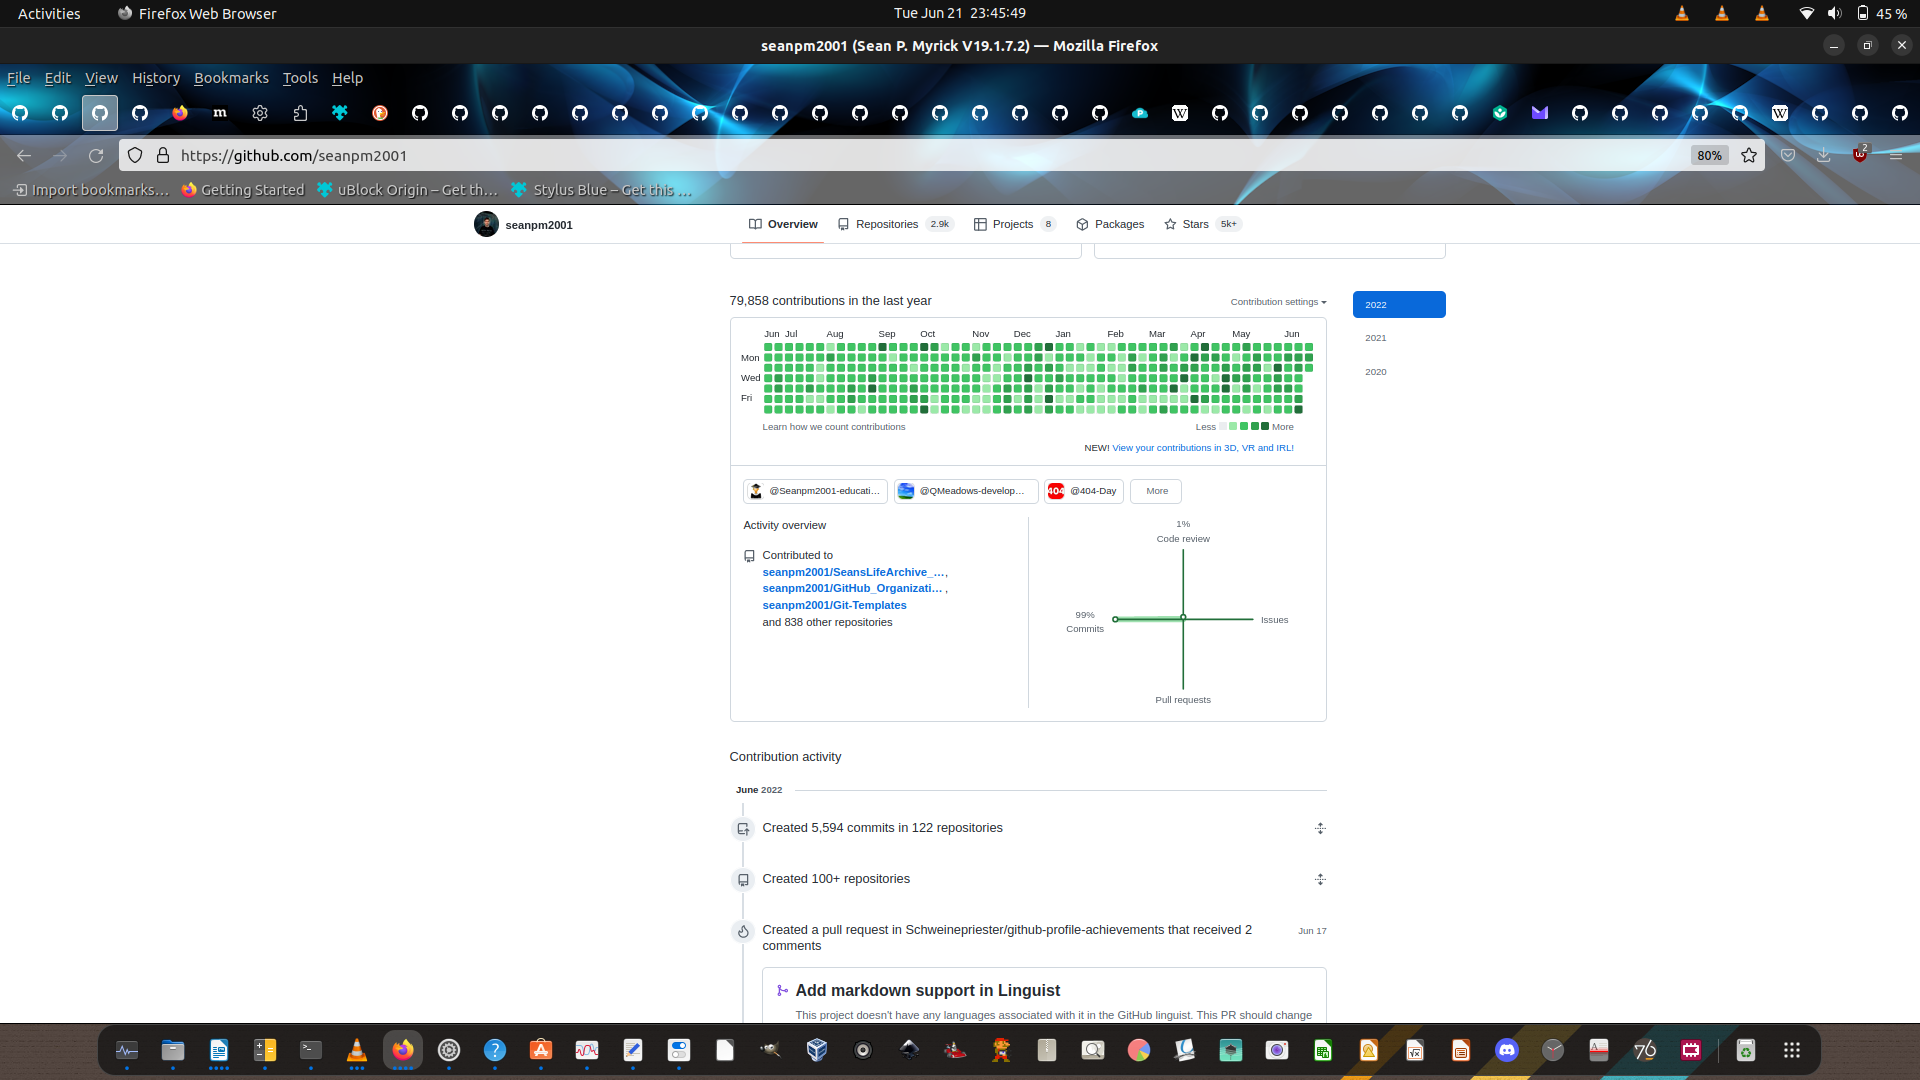 Activities Firefox Web Browser Tue Jun 21 23:45:49 45 %
seanpm2001 (Sean P. Myrick V19.1.7.2) — Mozilla Firefox
File Edit View History Bookmarks Tools Help
https://github.com/seanpm2001 80% 2
Import bookmarks... Getting Started uBlock Origin – Get th... Stylus Blue – Get this ...
seanpm2001 Overview Repositories 2.9k Projects 8 Packages Stars 5k+
79,858 contributions in the last year Contribution settings 2022
Jun Jul Aug Sep Oct Nov Dec Jan Feb Mar Apr May Jun
2021
Mon
2020
Wed
Fri
Learn how we count contributions Less More
NEW! View your contributions in 3D, VR and IRL!
@Seanpm2001-educati... @QMeadows-develop... 404 @404-Day More
Activity overview
1%
Code review
Contributed to
seanpm2001/SeansLifeArchive_... ,
seanpm2001/GitHub_Organizati... ,
seanpm2001/Git-Templates
and 838 other repositories
99%
Commits
Issues
Pull requests
Contribution activity
June 2022
Created 5,594 commits in 122 repositories
Created 100+ repositories
Created a pull request in Schweinepriester/github-profile-achievements that received 2 comments Jun 17
Add markdown support in Linguist
This project doesn't have any languages associated with it in the GitHub linguist. This PR should change
76